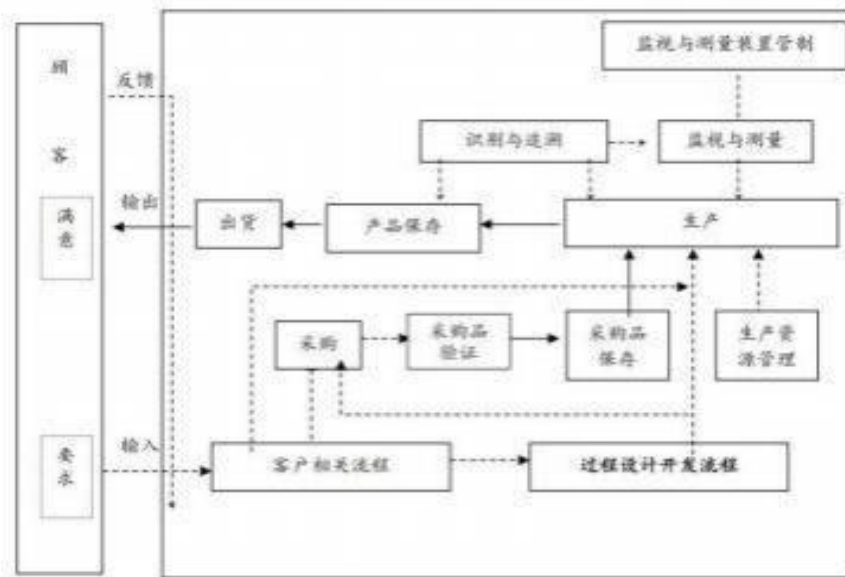 顾
客
反馈
监视与测量装置管制
识别与追溯
监视与测量
输出
满
意
出货
产品保存
生产
采购
采购品
验证
采购品
保存
生产资
源管理
输入
要
求
客户相关流程
过程设计开发流程